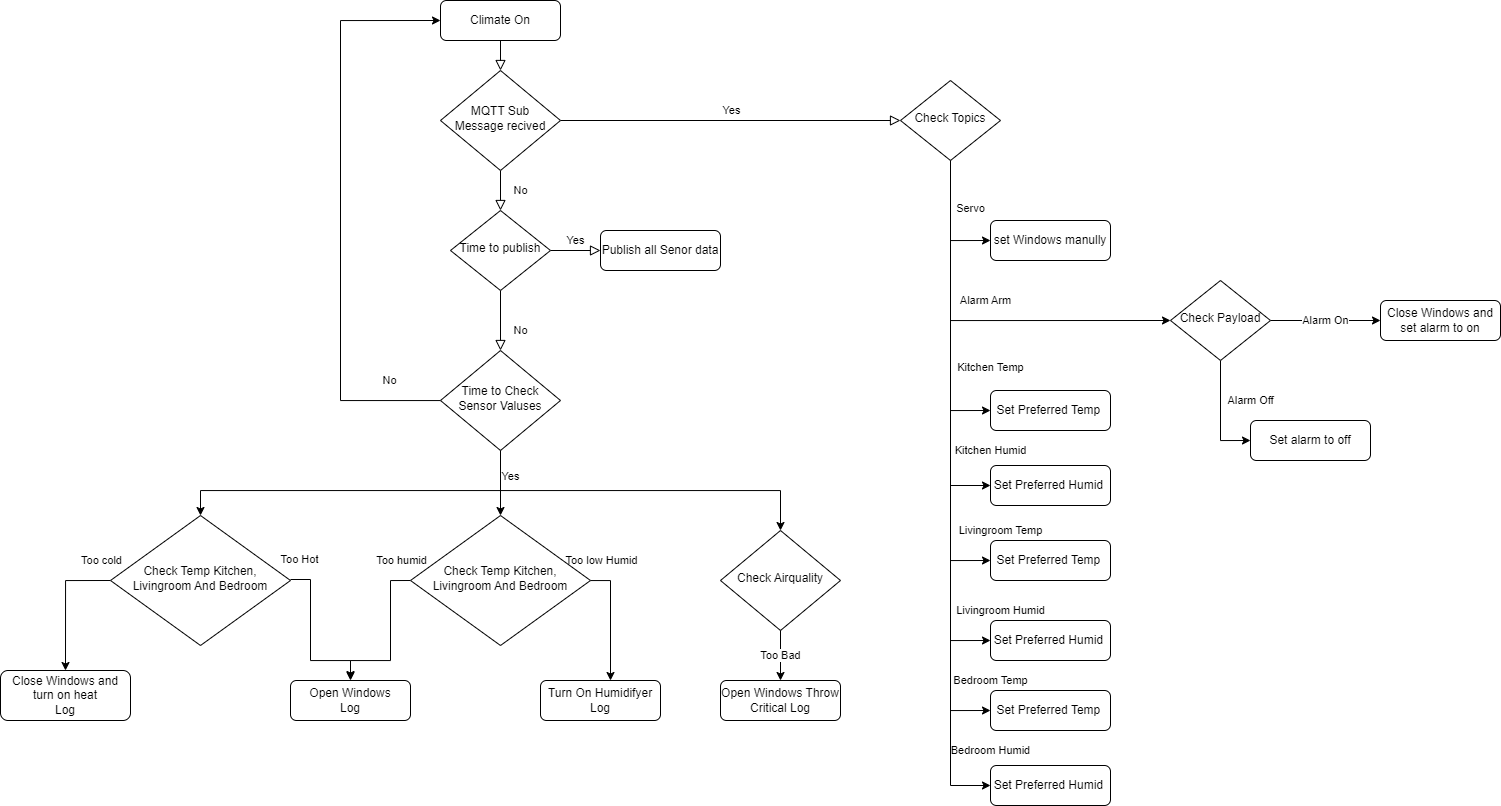 Climate On
MQTT Sub
Message recived
Yes
Check Topics
No
Servo
set Windows manully
Time to publish
Yes
Publish all Senor data
Alarm Arm
Check Payload
Alarm On
Close Windows and
set alarm to on
No
Kitchen Temp
No
Time to Check
Sensor Valuses
Set Preferred Temp
Alarm Off
Set alarm to off
Kitchen Humid
Yes
Set Preferred Humid
Livingroom Temp
Too cold
Check Temp Kitchen,
Livingroom And Bedroom
Too Hot
Too humid
Check Temp Kitchen,
Livingroom And Bedroom
Too low Humid
Check Airquality
Set Preferred Temp
Livingroom Humid
Set Preferred Humid
Too Bad
Close Windows and
turn on heat
Log
Open Windows
Log
Turn On Humidifyer
Log
Open Windows Throw
Critical Log
Bedroom Temp
Set Preferred Temp
Bedroom Humid
Set Preferred Humid